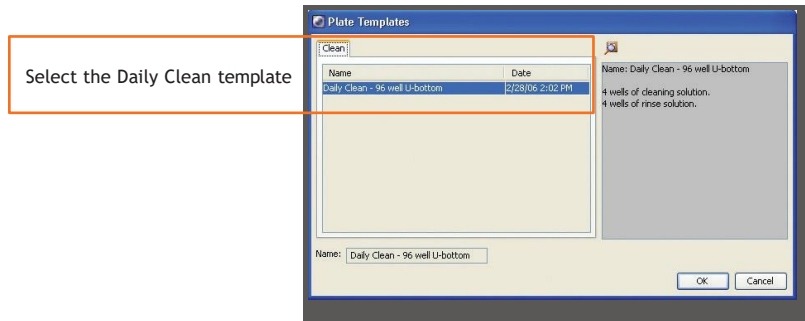 Plate Templates
Select the Daily Clean template
Clean
Name Date
Daily Clean - 96 well U-bottom 2/28/06 2:02 PM
Name: Daily Clean - 96 well U-bottom
4 wells of cleaning solution.
4 wells of rinse solution.
Name: Daily Clean - 96 well U-bottom
OK Cancel